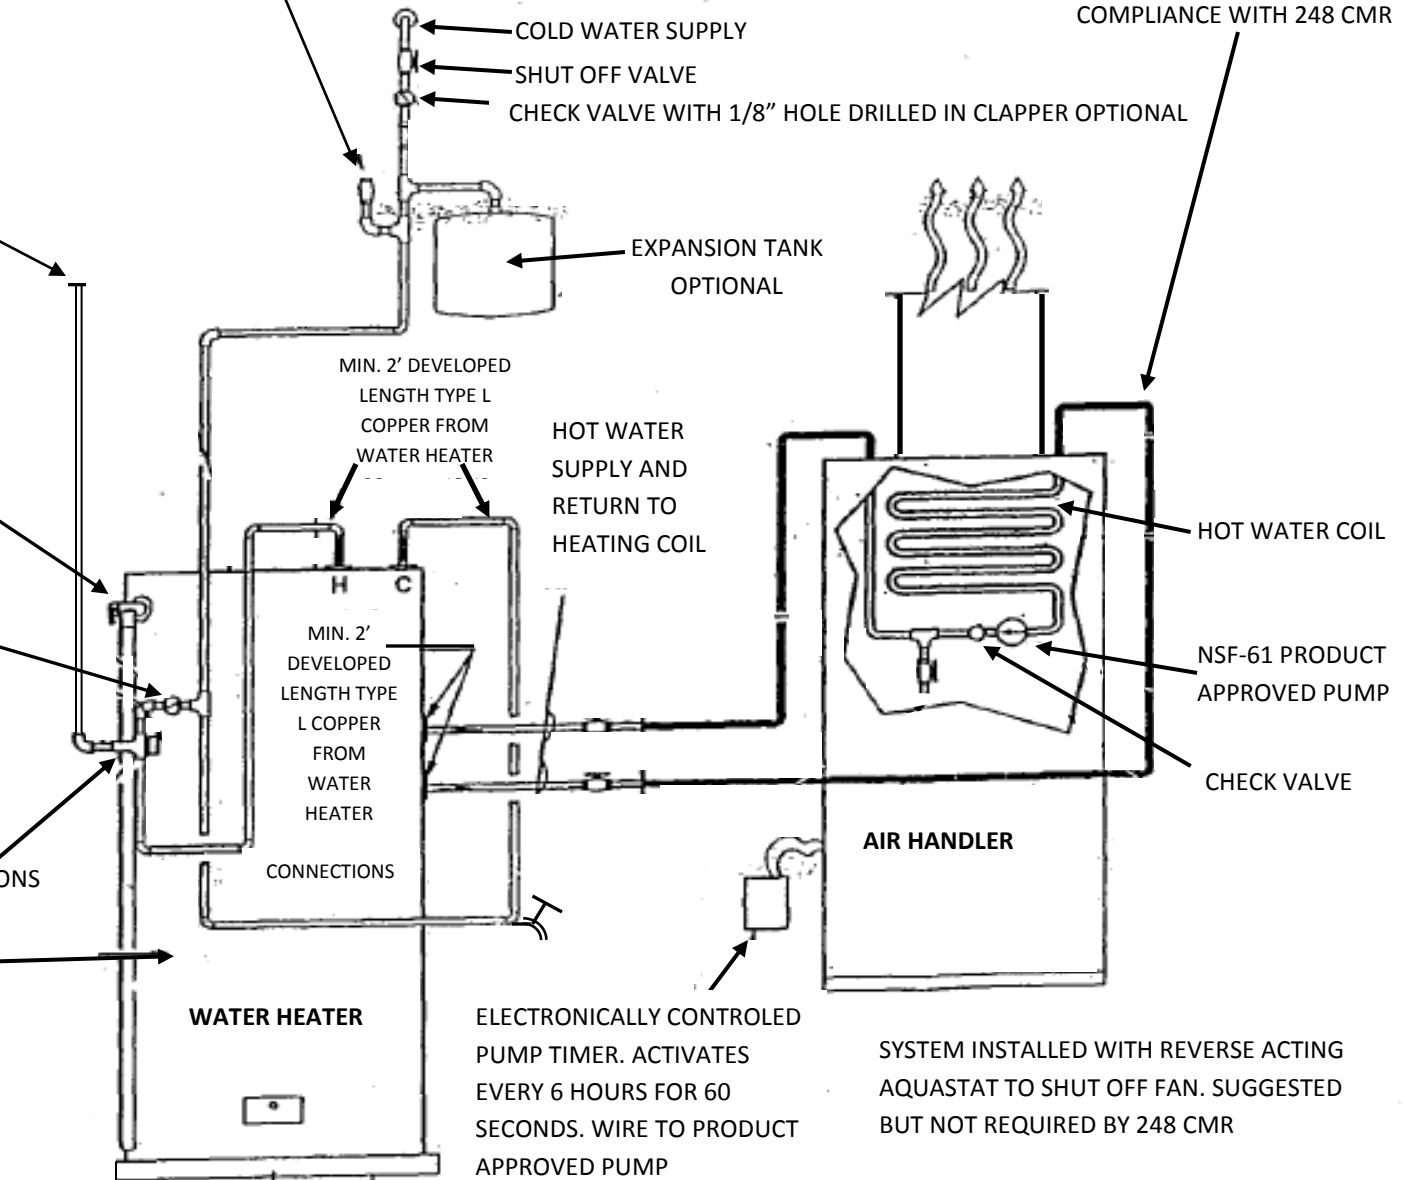 COMPLIANCE WITH 248 CMR
COLD WATER SUPPLY
SHUT OFF VALVE
CHECK VALVE WITH 1/8” HOLE DRILLED IN CLAPPER OPTIONAL
EXPANSION TANK
OPTIONAL
MIN. 2’ DEVELOPED
LENGTH TYPE L
COPPER FROM
WATER HEATER
HOT WATER
SUPPLY AND
RETURN TO
HEATING COIL
HOT WATER COIL
H C
MIN. 2’
DEVELOPED
LENGTH TYPE
L COPPER
FROM
WATER
HEATER
CONNECTIONS
NSF-61 PRODUCT
APPROVED PUMP
CHECK VALVE
AIR HANDLER
ONS
WATER HEATER
ELECTRONICALLY CONTROLED
PUMP TIMER. ACTIVATES
EVERY 6 HOURS FOR 60
SECONDS. WIRE TO PRODUCT
APPROVED PUMP
SYSTEM INSTALLED WITH REVERSE ACTING
AQUASTAT TO SHUT OFF FAN. SUGGESTED
BUT NOT REQUIRED BY 248 CMR